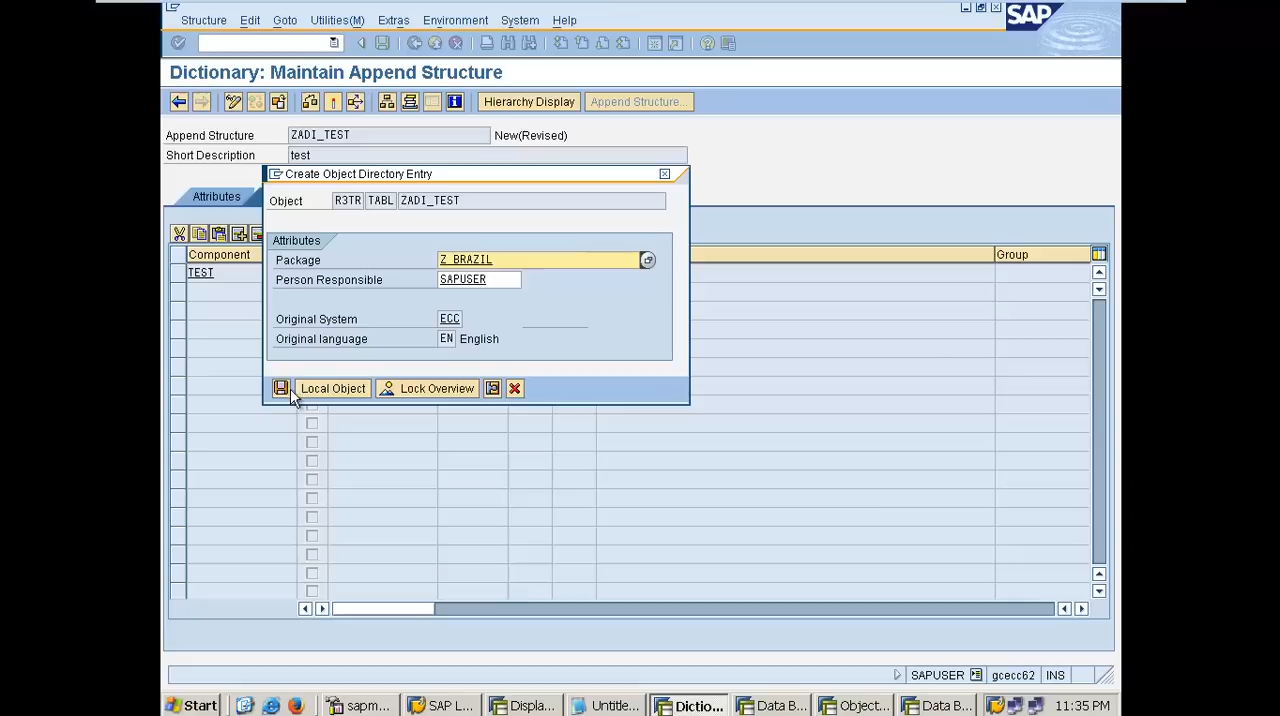 Structure Edit Goto Utilities(M) Extras Environment System Help
SAP
Dictionary: Maintain Append Structure
Hierarchy Display Append Structure...
Append Structure ZADI_TEST New(Revised)
Short Description test
Attributes
Create Object Directory Entry
Object R3TR TABL ZADI_TEST
Attributes
Package Z_BRAZIL
Person Responsible SAPUSER
Original System ECC
Original language EN English
Local Object Lock Overview
Component Group
TEST
SAPUSER gcecc62 INS
Start sapm... SAP L... Displa... Untitle... Dictio... Data B... Object... Data B... 11:35 PM